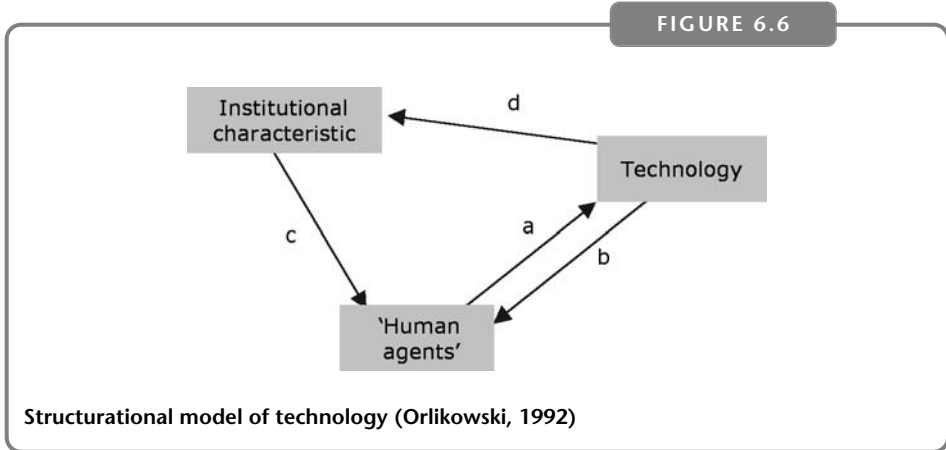 FIGURE 6.6
Institutional
characteristic
d
Technology
c
a
b
‘Human
agents’
Structurational model of technology (Orlikowski, 1992)